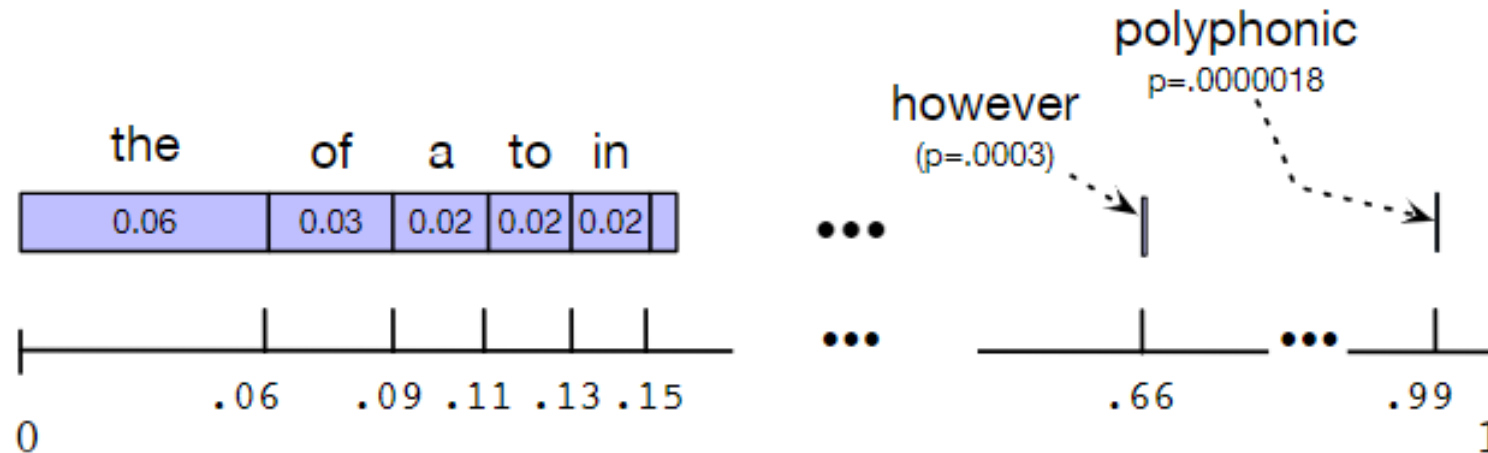 polyphonic
p=.0000018
however
(p=.0003)
the of a to in
0.06 0.03 0.02 0.02 0.02
•••
••• •••
.06 .09 .11 .13 .15 .66 .99
0 1